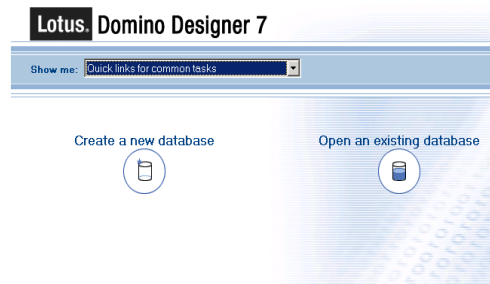 Lotus. Domino Designer 7
Show me: Quick links for common tasks
Create a new database Open an existing database